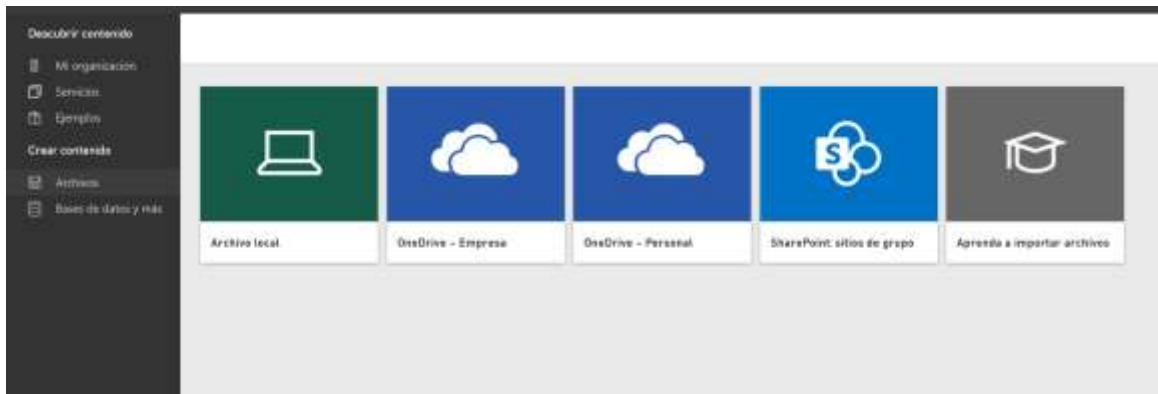 Descubrir contenido
Mi organización
Servicios
Ejemplos
Crear contenido
Archivos
Bases de datos y más
Archivo local
OneDrive - Empresa
OneDrive - Personal
SharePoint: sitios de grupo
Aprenda a importar archivos